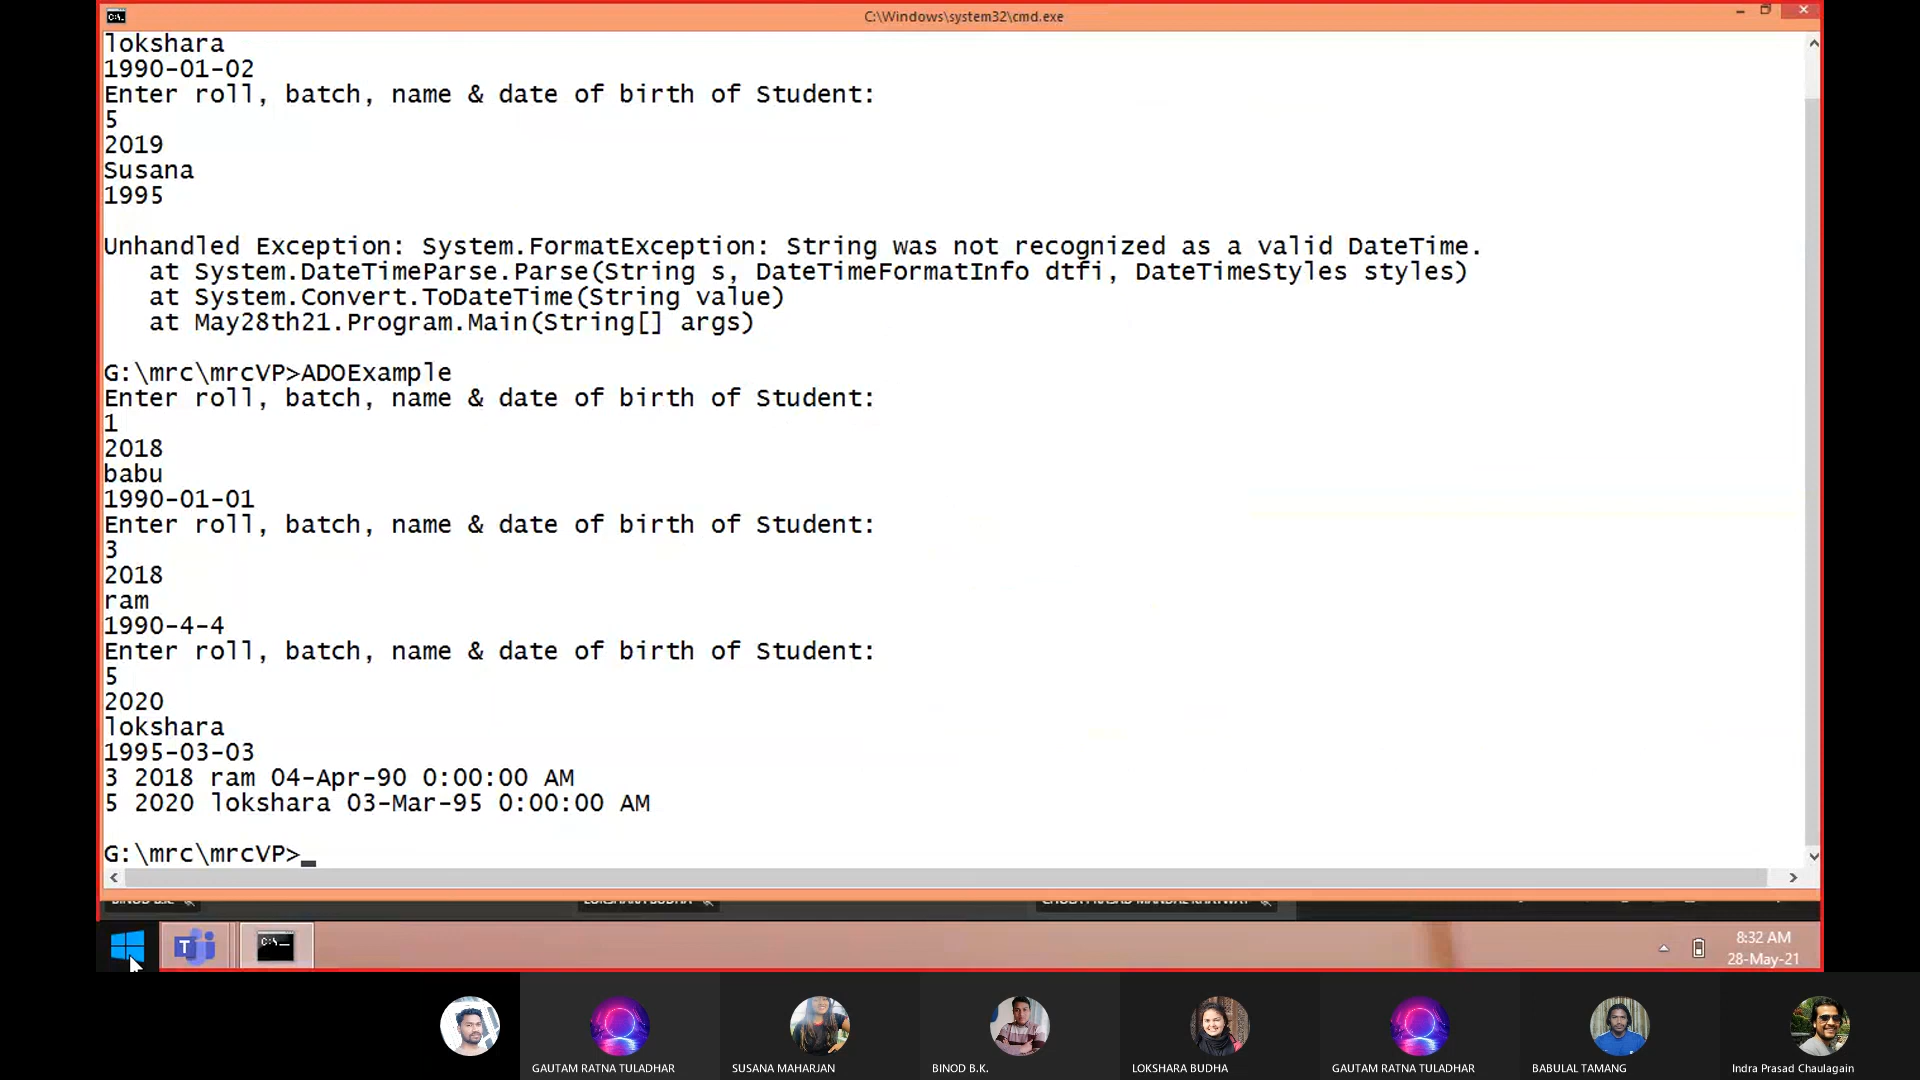 C:\Windows\system32\cmd.exe
lokshara
1990-01-02
Enter roll, batch, name & date of birth of Student:
5
2019
Susana
1995
Unhandled Exception: System.FormatException: String was not recognized as a valid DateTime.
at System.DateTimeParse.Parse(String s, DateTimeFormatInfo dtfi, DateTimeStyles styles)
at System.Convert.ToDateTime(String value)
at May28th21.Program.Main(String[] args)
G:\mrc\mrcVP>ADOExample
Enter roll, batch, name & date of birth of Student:
1
2018
babu
1990-01-01
Enter roll, batch, name & date of birth of Student:
3
2018
ram
1990-4-4
Enter roll, batch, name & date of birth of Student:
5
2020
lokshara
1995-03-03
3 2018 ram 04-Apr-90 0:00:00 AM
5 2020 lokshara 03-Mar-95 0:00:00 AM
G:\mrc\mrcVP>_
8:32 AM
28-May-21
GAUTAM RATNA TULADHAR
SUSANA MAHARJAN
BINOD B.K.
LOKSHARA BUDHA
GAUTAM RATNA TULADHAR
BABULAL TAMANG
Indra Prasad Chaulagain